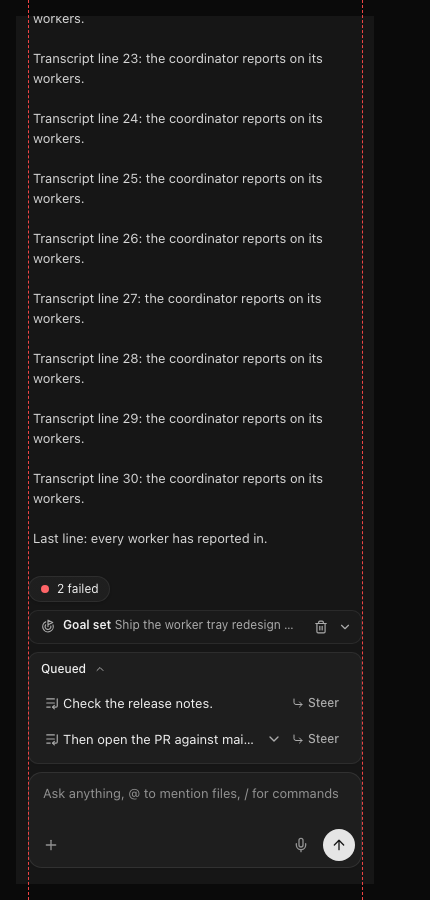 workers.
Transcript line 23: the coordinator reports on its
workers.
Transcript line 24: the coordinator reports on its
workers.
Transcript line 25: the coordinator reports on its
workers.
Transcript line 26: the coordinator reports on its
workers.
Transcript line 27: the coordinator reports on its
workers.
Transcript line 28: the coordinator reports on its
workers.
Transcript line 29: the coordinator reports on its
workers.
Transcript line 30: the coordinator reports on its
workers.
Last line: every worker has reported in.
2 failed
Goal set Ship the worker tray redesign ...
Queued
Check the release notes. Steer
Then open the PR against mai... Steer
Ask anything, @ to mention files, / for commands